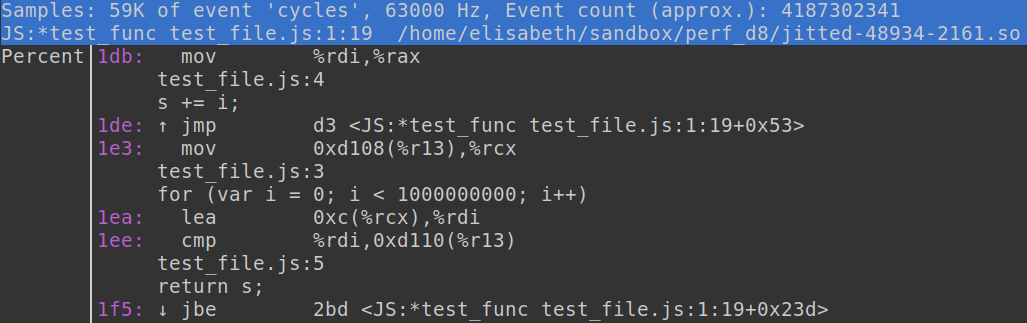 Samples: 59K of event 'cycles', 63000 Hz, Event count (approx.): 4187302341
JS:*test_func test_file.js:1:19  /home/elisabeth/sandbox/perf_d8/jitted-48934-2161.so
Percent│1db:   mov       %rdi,%rax
test_file.js:4
s += i;
1de: ↑ jmp       d3 <JS:*test_func test_file.js:1:19+0x53>
1e3:   mov       0xd108(%r13),%rcx
test_file.js:3
for (var i = 0; i < 1000000000; i++)
1ea:   lea       0xc(%rcx),%rdi
1ee:   cmp       %rdi,0xd110(%r13)
test_file.js:5
return s;
1f5: ↓ jbe       2bd <JS:*test_func test_file.js:1:19+0x23d>